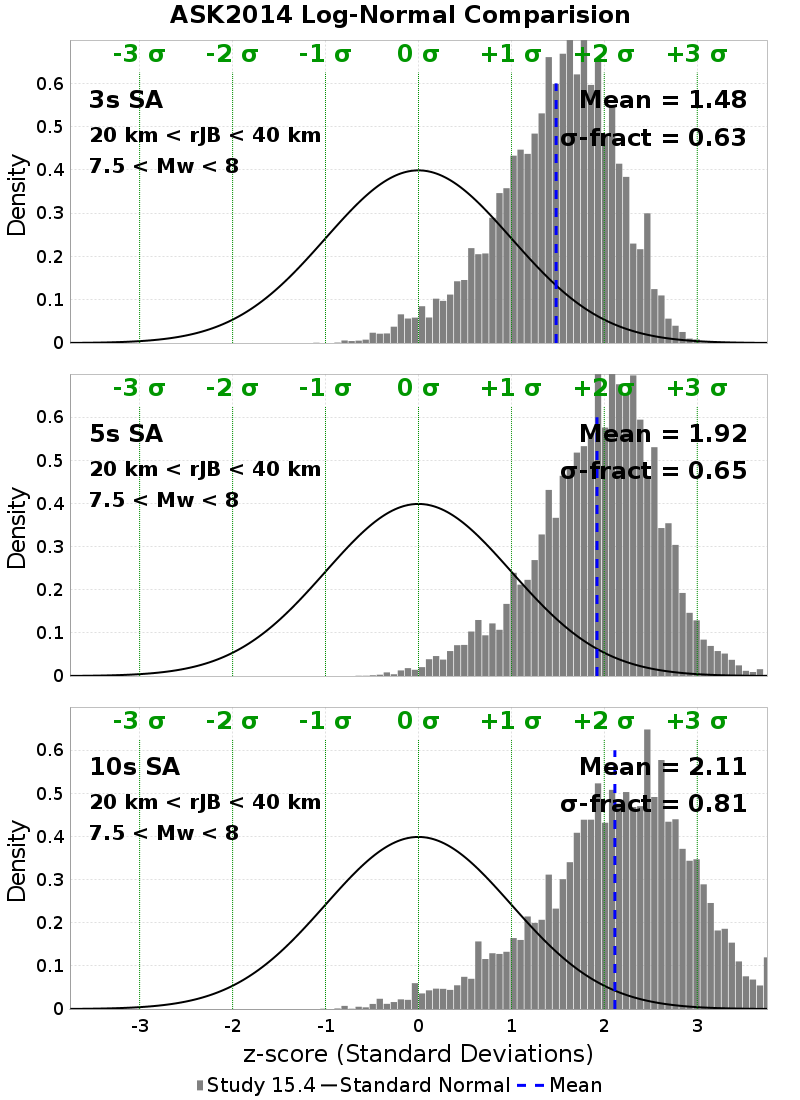 ASK2014 Log-Normal Comparision
-3 σ -2 σ -1 σ 0 σ +1 σ +2 σ +3 σ
3s SA
Mean = 1.48
20 km < rJB < 40 km
σ-fract = 0.63
7.5 < Mw < 8
Density
0.6
0.5
0.4
0.3
0.2
0.1
0
-3 σ -2 σ -1 σ 0 σ +1 σ +2 σ +3 σ
5s SA
Mean = 1.92
20 km < rJB < 40 km
σ-fract = 0.65
7.5 < Mw < 8
Density
0.6
0.5
0.4
0.3
0.2
0.1
0
-3 σ -2 σ -1 σ 0 σ +1 σ +2 σ +3 σ
10s SA
Mean = 2.11
20 km < rJB < 40 km
σ-fract = 0.81
7.5 < Mw < 8
Density
0.6
0.5
0.4
0.3
0.2
0.1
0
-3 -2 -1 0 1 2 3
z-score (Standard Deviations)
Study 15.4 Standard Normal Mean